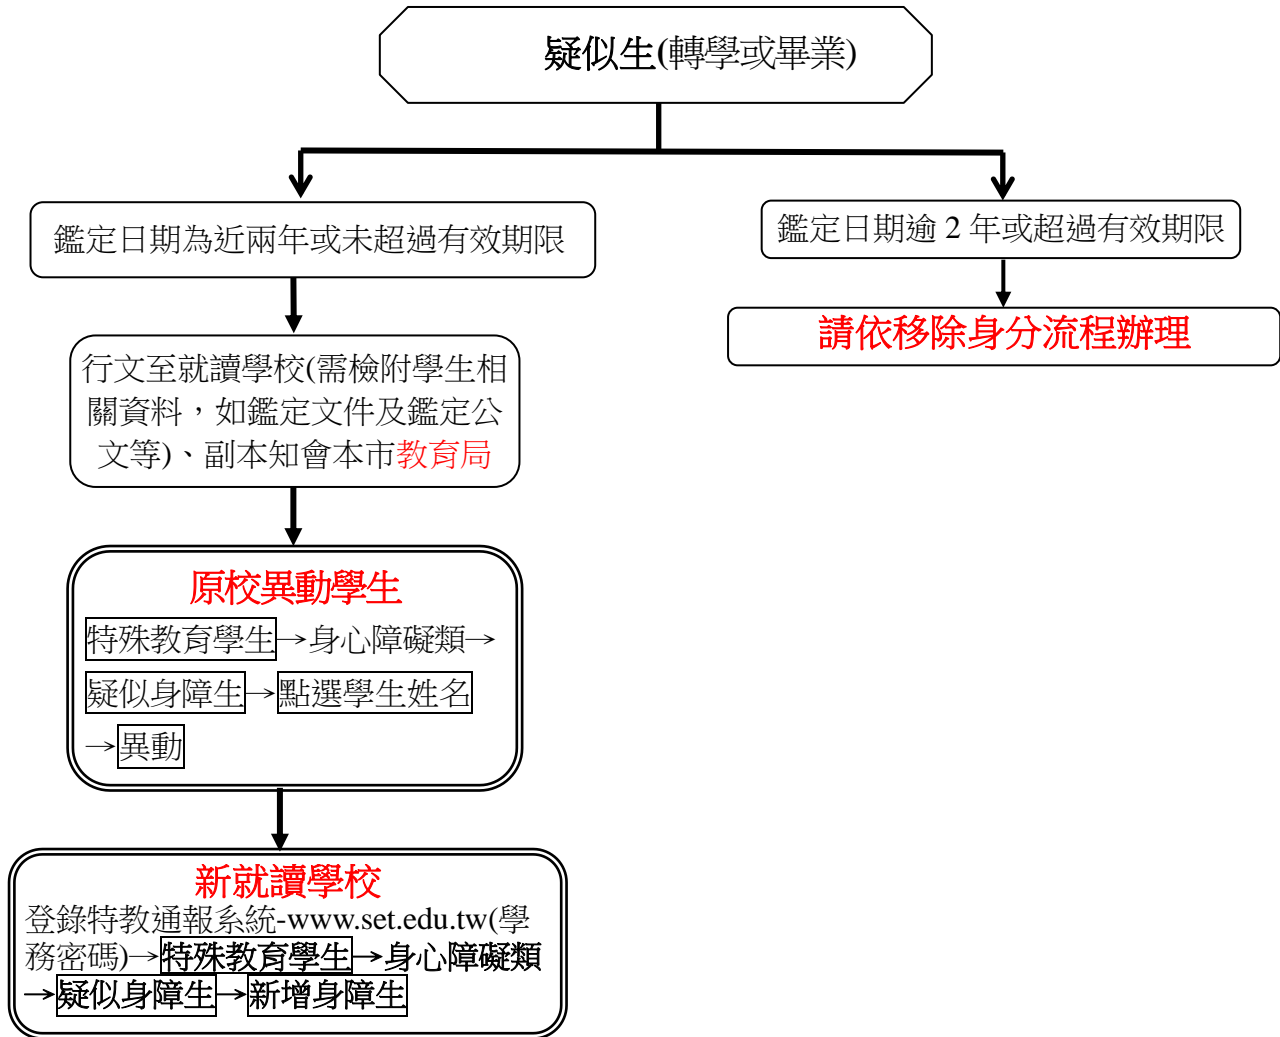 疑似生(轉學或畢業)
鑑定日期為近兩年或未超過有效期限
鑑定日期逾 2 年或超過有效期限
請依移除身分流程辦理
行文至就讀學校(需檢附學生相
關資料，如鑑定文件及鑑定公
文等)、副本知會本市教育局
原校異動學生
特殊教育學生→身心障礙類→
疑似身障生→點選學生姓名
→異動
新就讀學校
登錄特教通報系統-www.set.edu.tw(學
務密碼)→特殊教育學生→身心障礙類
→疑似身障生→新增身障生